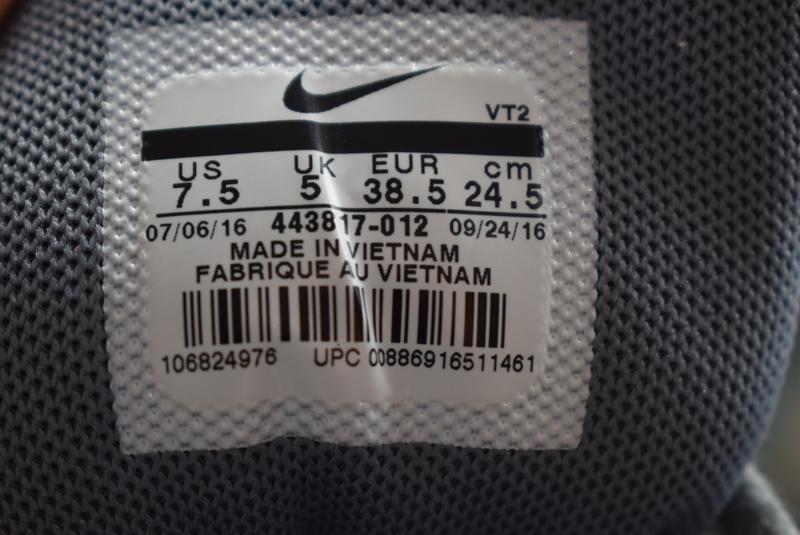 VT2
US UK EUR cm
7.5 5 38.5 24.5
07/06/16 443817-012 09/24/16
MADE IN VIETNAM
FABRIQUE AU VIETNAM
106824976 UPC 00886916511461